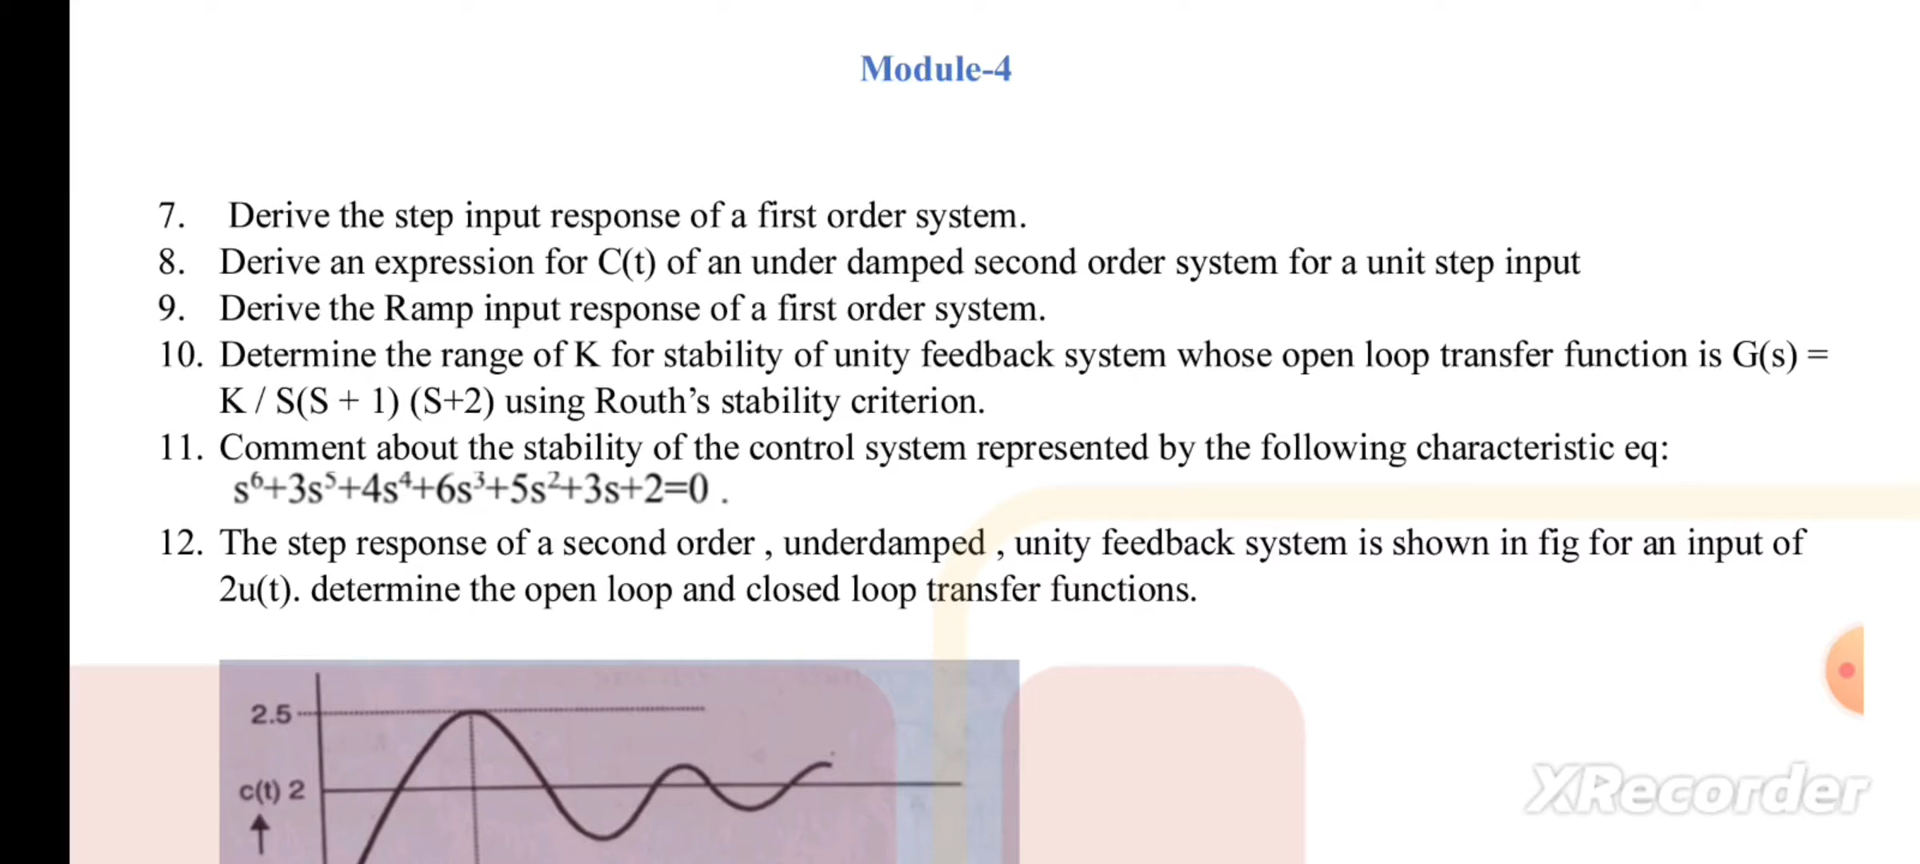 Module-4
7. Derive the step input response of a first order system.
8. Derive an expression for C(t) of an under damped second order system for a unit step input
9. Derive the Ramp input response of a first order system.
10. Determine the range of K for stability of unity feedback system whose open loop transfer function is G(s) =
K / S(S + 1) (S+2) using Routh’s stability criterion.
11. Comment about the stability of the control system represented by the following characteristic eq:
s⁶+3s⁵+4s⁴+6s³+5s²+3s+2=0 .
12. The step response of a second order , underdamped , unity feedback system is shown in fig for an input of
2u(t). determine the open loop and closed loop transfer functions.
2.5
c(t) 2
XRecorder